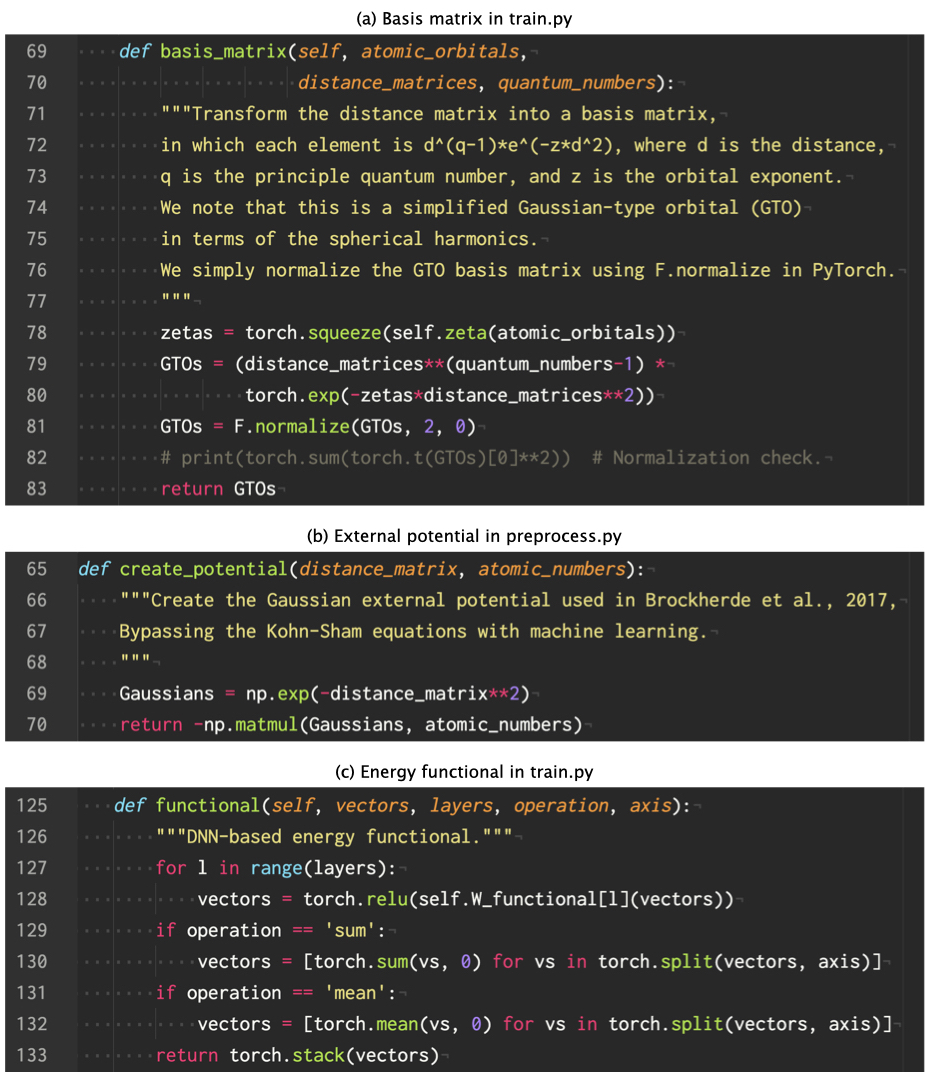 (a) Basis matrix in train.py
69 def basis_matrix(self, atomic_orbitals,
70 distance_matrices, quantum_numbers):
71 """Transform the distance matrix into a basis matrix,
72 in which each element is d^(q-1)*e^(-z*d^2), where d is the distance,
73 q is the principle quantum number, and z is the orbital exponent.
74 We note that this is a simplified Gaussian-type orbital (GTO)
75 in terms of the spherical harmonics.
76 We simply normalize the GTO basis matrix using F.normalize in PyTorch.
77 """
78 zetas = torch.squeeze(self.zeta(atomic_orbitals))
79 GTOs = (distance_matrices**(quantum_numbers-1) *
80 torch.exp(-zetas*distance_matrices**2))
81 GTOs = F.normalize(GTOs, 2, 0)
82 # print(torch.sum(torch.t(GTOs)[0]**2))  # Normalization check.
83 return GTOs
(b) External potential in preprocess.py
65 def create_potential(distance_matrix, atomic_numbers):
66 """Create the Gaussian external potential used in Brockherde et al., 2017,
67 Bypassing the Kohn-Sham equations with machine learning.
68 """
69 Gaussians = np.exp(-distance_matrix**2)
70 return -np.matmul(Gaussians, atomic_numbers)
(c) Energy functional in train.py
125 def functional(self, vectors, layers, operation, axis):
126 """DNN-based energy functional."""
127 for l in range(layers):
128 vectors = torch.relu(self.W_functional[l](vectors))
129 if operation == 'sum':
130 vectors = [torch.sum(vs, 0) for vs in torch.split(vectors, axis)]
131 if operation == 'mean':
132 vectors = [torch.mean(vs, 0) for vs in torch.split(vectors, axis)]
133 return torch.stack(vectors)